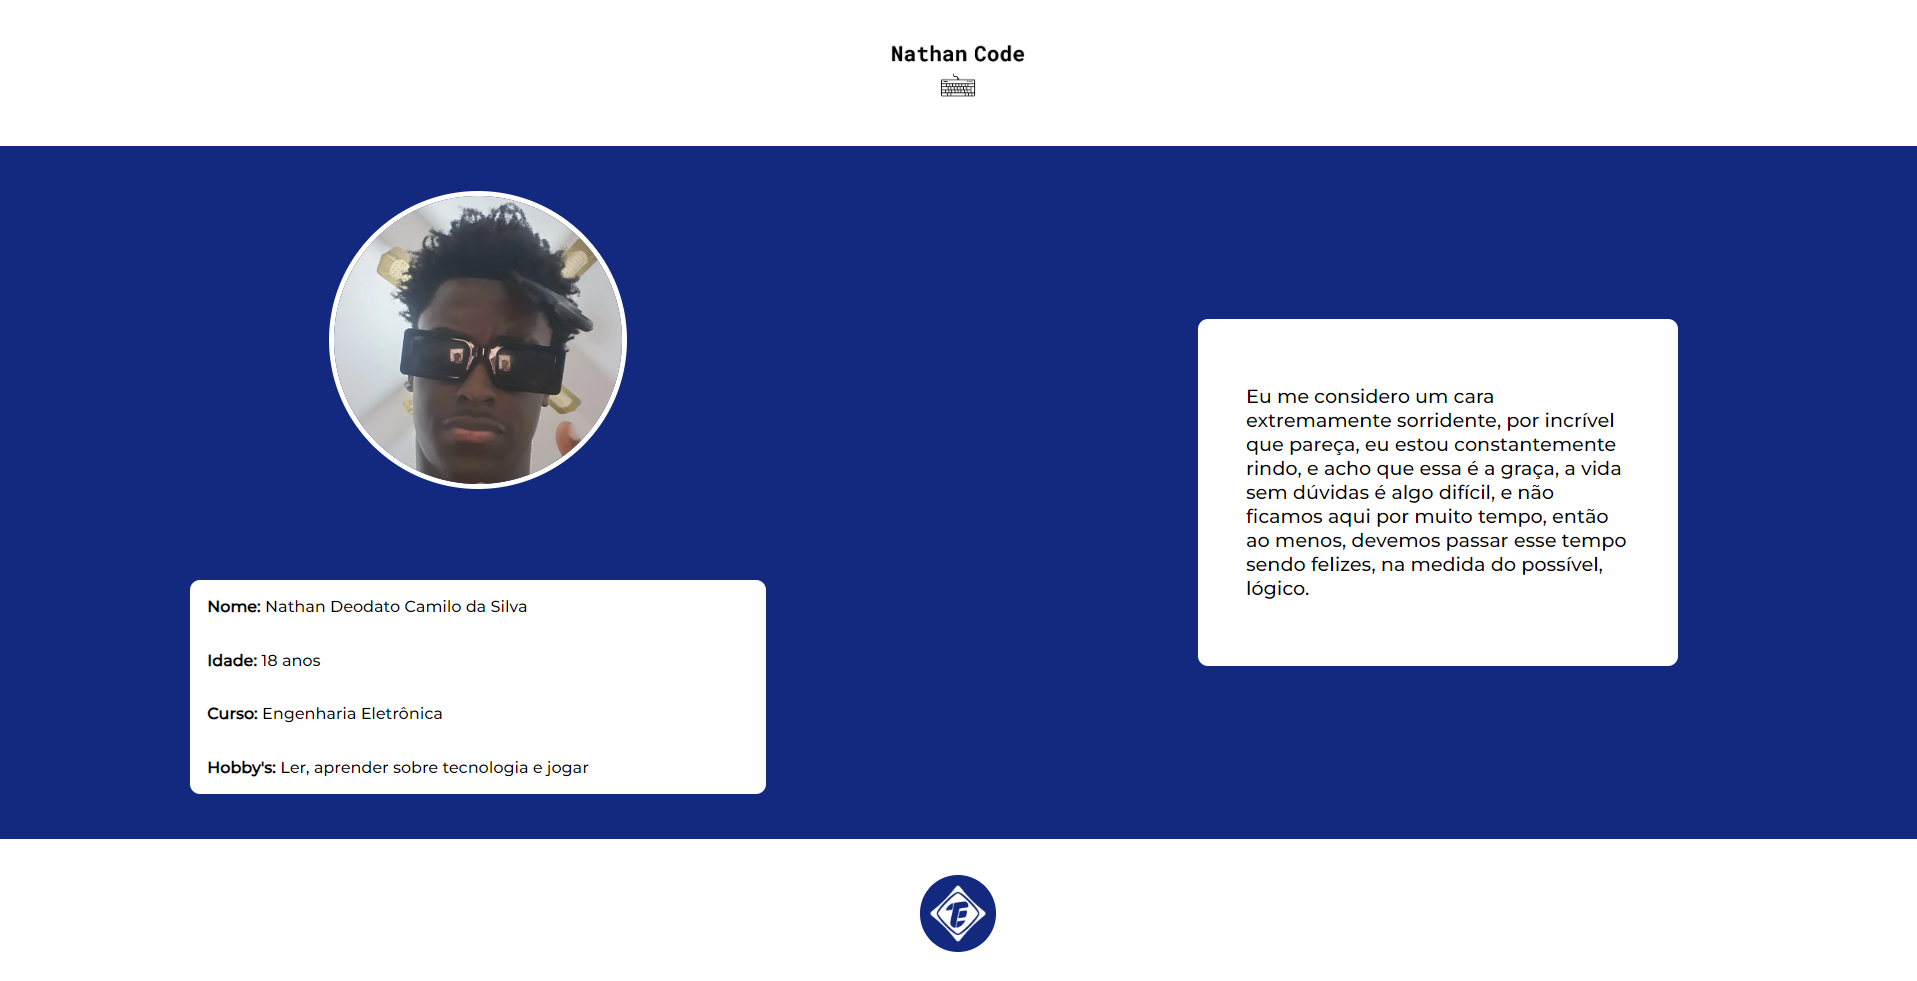 Nathan Code
Nome: Nathan Deodato Camilo da Silva
Idade: 18 anos
Curso: Engenharia Eletrônica
Hobby's: Ler, aprender sobre tecnologia e jogar
Eu me considero um cara
extremamente sorridente, por incrível
que pareça, eu estou constantemente
rindo, e acho que essa é a graça, a vida
sem dúvidas é algo difícil, e não
ficamos aqui por muito tempo, então
ao menos, devemos passar esse tempo
sendo felizes, na medida do possível,
lógico.
TE